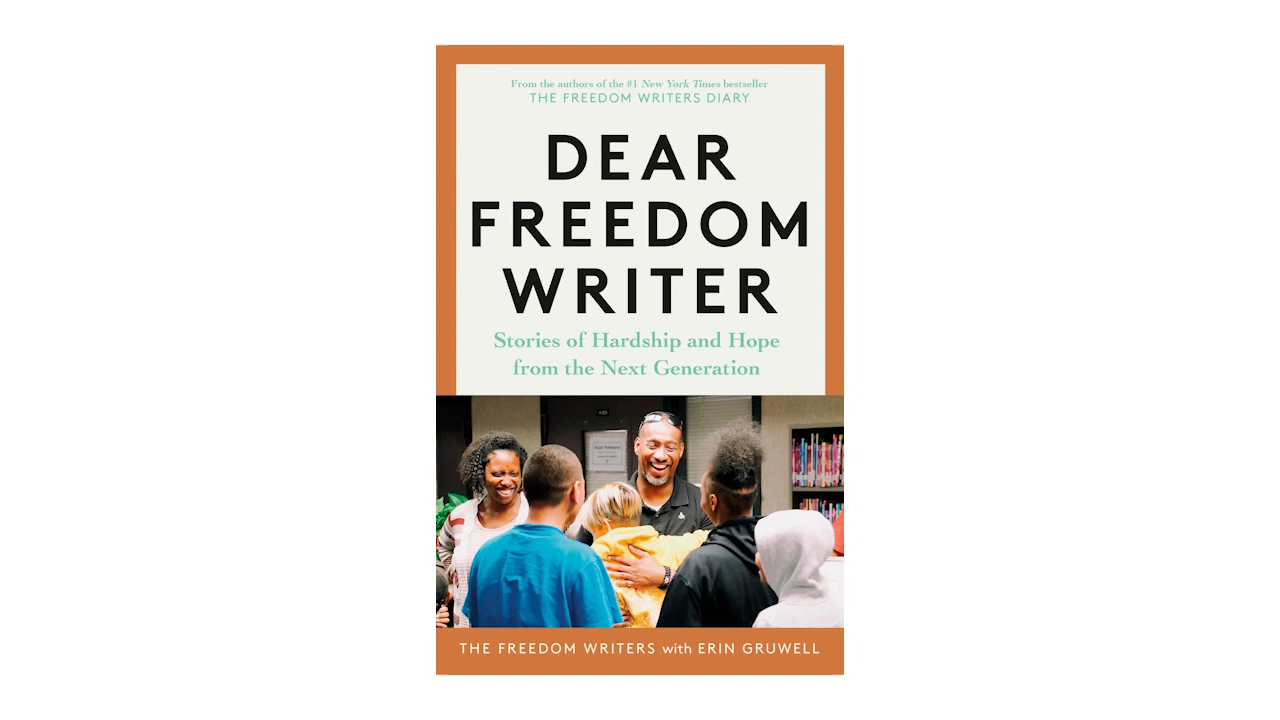 From the authors of the #1 New York Times bestseller
THE FREEDOM WRITERS DIARY
DEAR
FREEDOM
WRITER
Stories of Hardship and Hope
from the Next Generation
THE FREEDOM WRITERS with ERIN GRUWELL